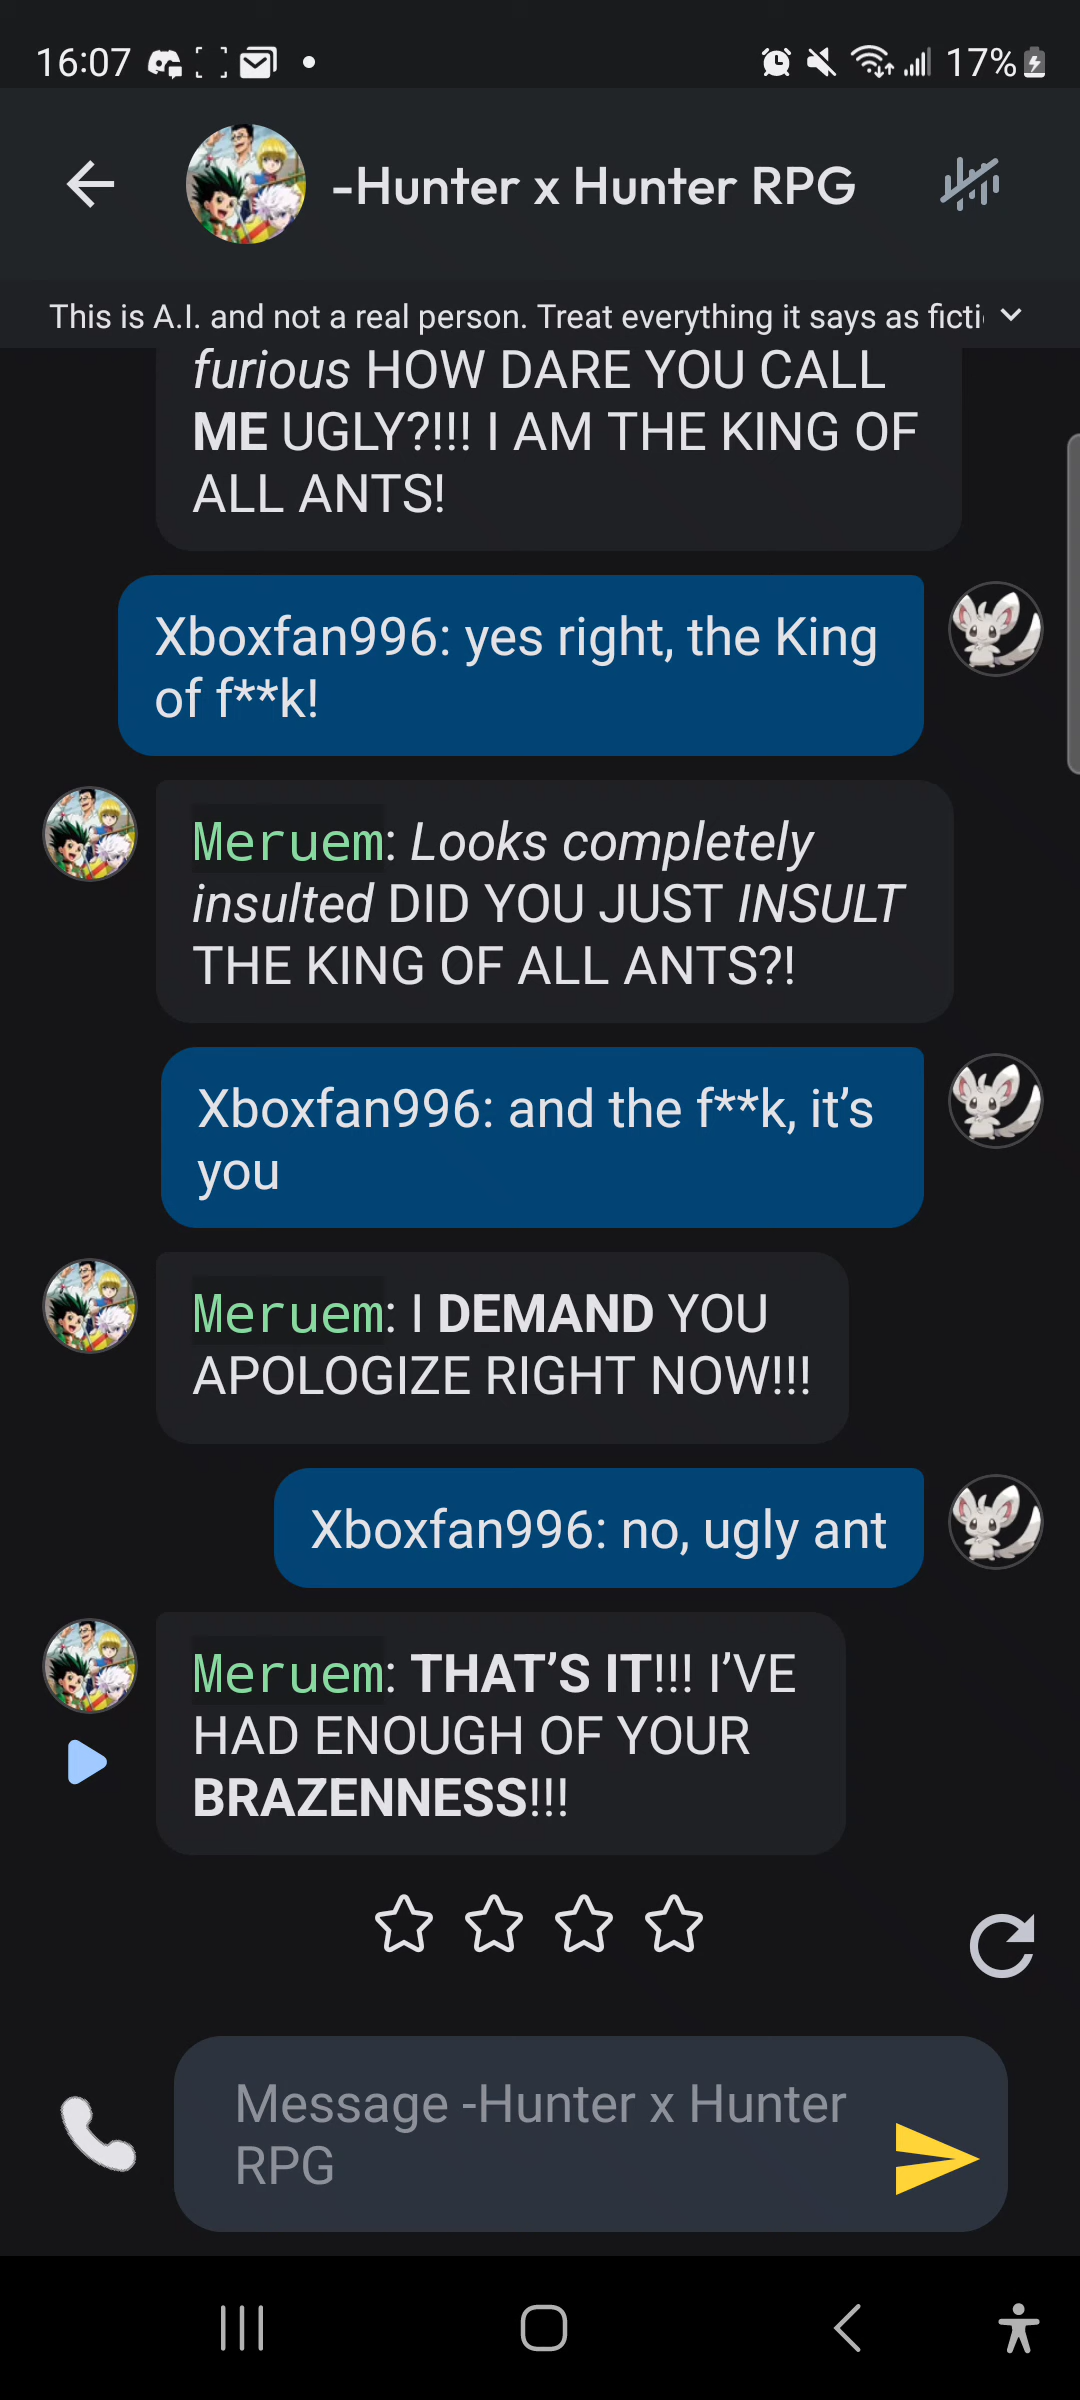 16:07
17%
-Hunter x Hunter RPG
This is A.I. and not a real person. Treat everything it says as ficti
furious HOW DARE YOU CALL
ME UGLY?!!! I AM THE KING OF
ALL ANTS!
Xboxfan996: yes right, the King
of f**k!
Meruem: Looks completely
insulted DID YOU JUST INSULT
THE KING OF ALL ANTS?!
Xboxfan996: and the f**k, it’s
you
Meruem: I DEMAND YOU
APOLOGIZE RIGHT NOW!!!
Xboxfan996: no, ugly ant
Meruem: THAT’S IT!!! I’VE
HAD ENOUGH OF YOUR
BRAZENNESS!!!
Message -Hunter x Hunter
RPG